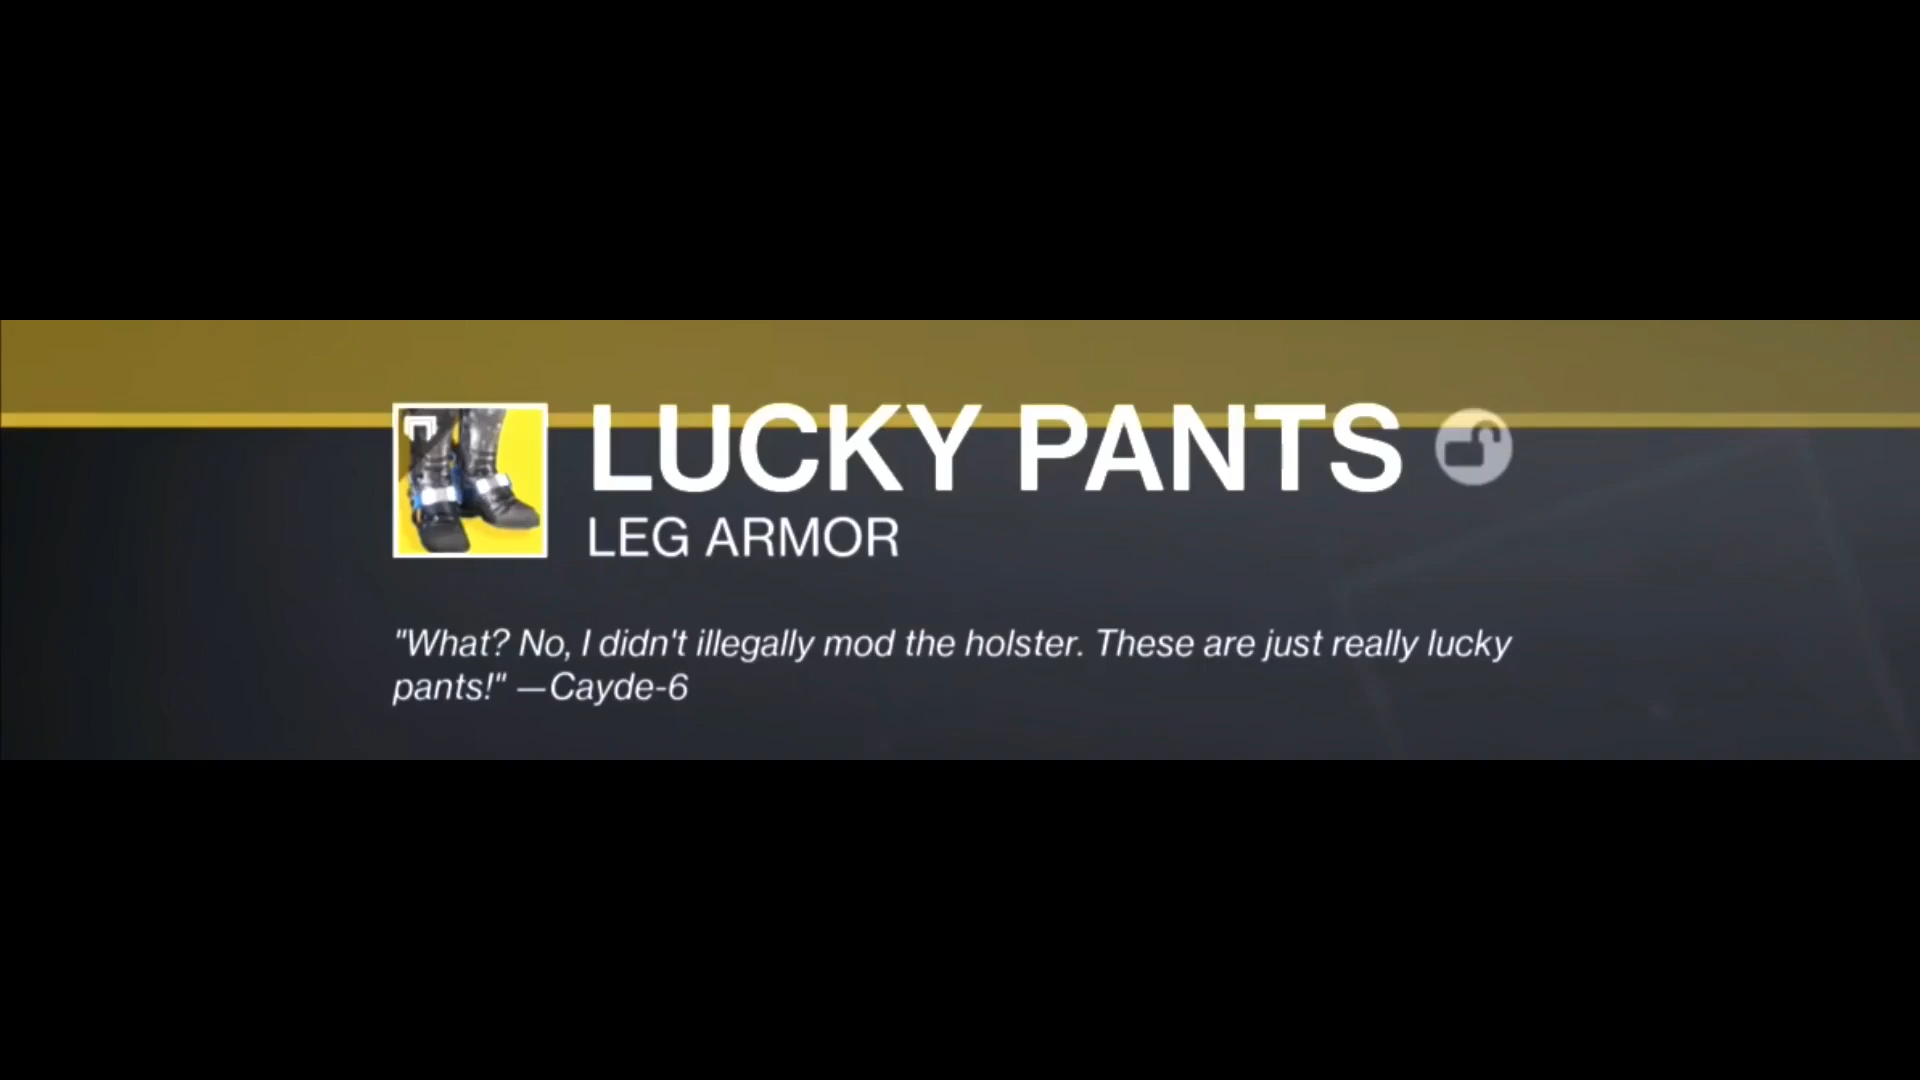 LUCKY PANTS
LEG ARMOR
"What? No, I didn't illegally mod the holster. These are just really lucky
pants!" —Cayde-6